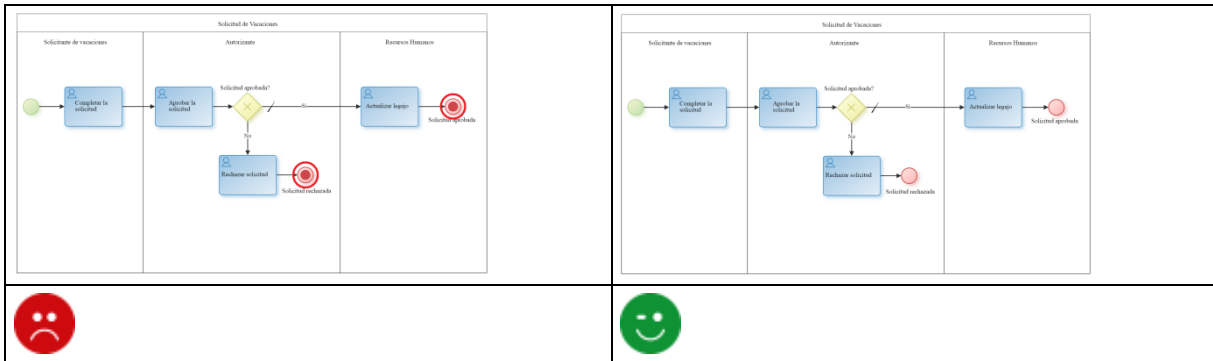 Solicitud de Vacaciones
Solicitante de vacaciones
Autorizante
Recursos Humanos
Solicitud aprobada?
Completar la
solicitud
Aprobar la
solicitud
Si
Actualizar legajo
Solicitud aprobada
No
Rechazar solicitud
Solicitud rechazada
Solicitud de Vacaciones
Solicitante de vacaciones
Autorizante
Recursos Humanos
Solicitud aprobada?
Completar la
solicitud
Aprobar la
solicitud
Si
Actualizar legajo
Solicitud aprobada
No
Rechazar solicitud
Solicitud rechazada